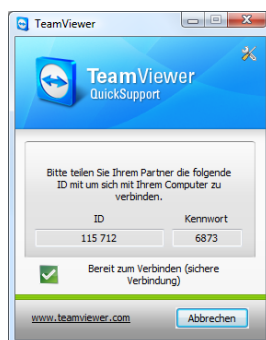 TeamViewer
TeamViewer
QuickSupport
Bitte teilen Sie Ihrem Partner die folgende
ID mit um sich mit Ihrem Computer zu
verbinden.
ID Kennwort
115 712 6873
Bereit zum Verbinden (sichere
Verbindung)
www.teamviewer.com Abbrechen